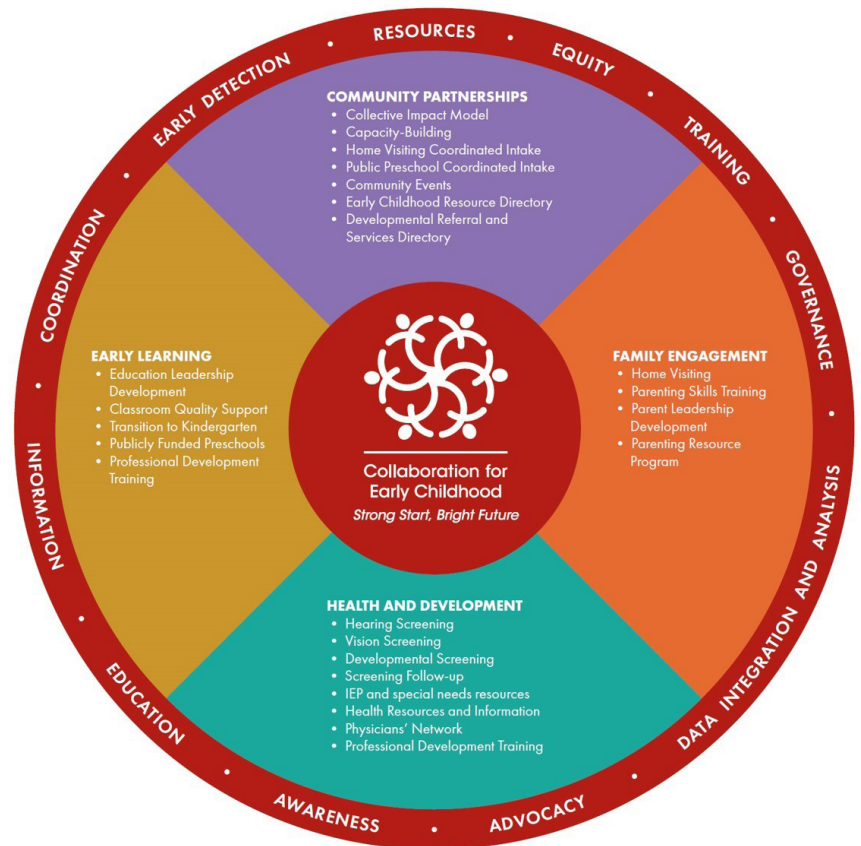 RESOURCES • EQUITY • TRAINING • GOVERNANCE • DATA INTEGRATION AND ANALYSIS • ADVOCACY • AWARENESS • EDUCATION • INFORMATION • COORDINATION • EARLY DETECTION •
COMMUNITY PARTNERSHIPS
• Collective Impact Model
• Capacity-Building
• Home Visiting Coordinated Intake
• Public Preschool Coordinated Intake
• Community Events
• Early Childhood Resource Directory
• Developmental Referral and
Services Directory
EARLY LEARNING
• Education Leadership
Development
• Classroom Quality Support
• Transition to Kindergarten
• Publicly Funded Preschools
• Professional Development
Training
Collaboration for
Early Childhood
Strong Start, Bright Future
FAMILY ENGAGEMENT
• Home Visiting
• Parenting Skills Training
• Parent Leadership
Development
• Parenting Resource
Program
HEALTH AND DEVELOPMENT
• Hearing Screening
• Vision Screening
• Developmental Screening
• Screening Follow-up
• IEP and special needs resources
• Health Resources and Information
• Physicians' Network
• Professional Development Training